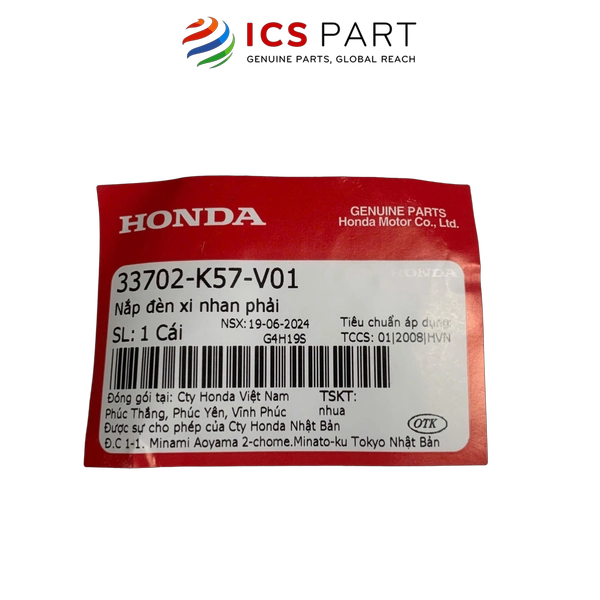 ICS PART
GENUINE PARTS, GLOBAL REACH
HONDA
GENUINE PARTS
Honda Motor Co., Ltd.
HONDA
33702-K57-V01
Nắp đèn xi nhan phải
SL: 1 Cái
NSX: 19-06-2024
G4H19S
Tiêu chuẩn áp dụng:
TCCS: 01|2008|HVN
Đóng gói tại: Cty Honda Việt Nam
Phúc Thắng, Phúc Yên, Vĩnh Phúc
TSKT:
nhua
Được sự cho phép của Cty Honda Nhật Bản
Đ.C 1-1. Minami Aoyama 2-chome.Minato-ku Tokyo Nhật Bản
OTK